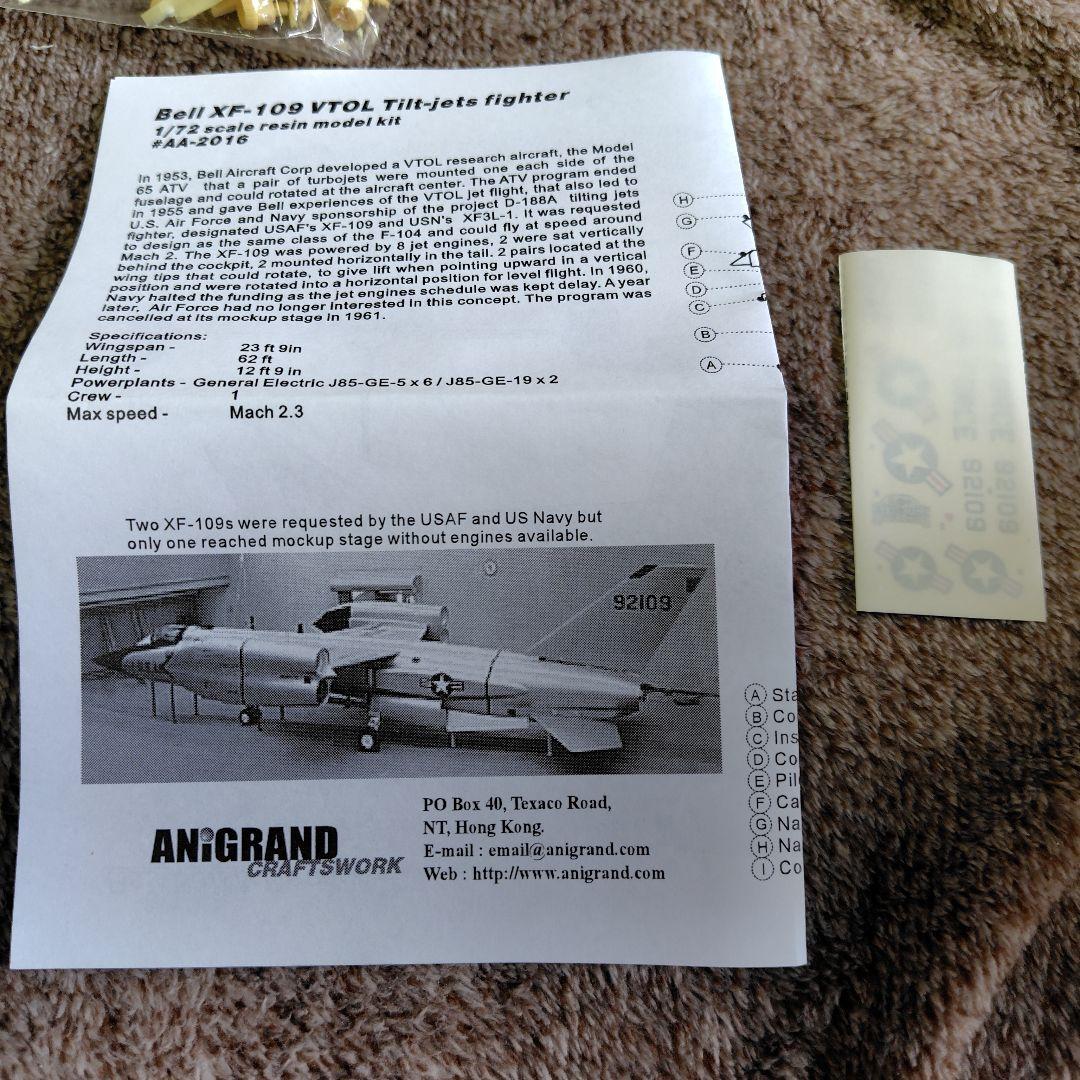 Bell XF-109 VTOL Tilt-jets fighter
1/72 scale resin model kit
#AA-2016
In 1953, Bell Aircraft Corp developed a VTOL research aircraft, the Model
65 ATV that a pair of turbojets were mounted one each side of the
fuselage and could rotated at the aircraft center. The ATV program ended
in 1955 and gave Bell experiences of the VTOL jet flight, that also led to
U.S. Air Force and Navy sponsorship of the project D-188A tilting jets
fighter, designated USAF's XF-109 and USN's XF3L-1. It was requested
to design as the same class of the F-104 and could fly at speed around
Mach 2. The XF-109 was powered by 8 jet engines, 2 were sat vertically
behind the cockpit, 2 mounted horizontally in the tail. 2 pairs located at the
wing tips that could rotate, to give lift when pointing upward in a vertical
position and were rotated into a horizontal position for level flight. In 1960,
Navy halted the funding as the jet engines schedule was kept delay. A year
later, Air Force had no longer interested in this concept. The program was
cancelled at its mockup stage in 1961.
Specifications:
Wingspan - 23 ft 9in
Length - 62 ft
Height - 12 ft 9 in
Powerplants - General Electric J85-GE-5 x 6 / J85-GE-19 x 2
Crew - 1
Max speed - Mach 2.3
Two XF-109s were requested by the USAF and US Navy but
only one reached mockup stage without engines available.
92109
ANiGRAND
CRAFTSWORK
PO Box 40, Texaco Road,
NT, Hong Kong.
E-mail : email@anigrand.com
Web : http://www.anigrand.com
H
G
F
E
D
C
B
A
A Sta
B Co
C Ins
D Co
E Pil
F Ca
G Na
H Na
I Co